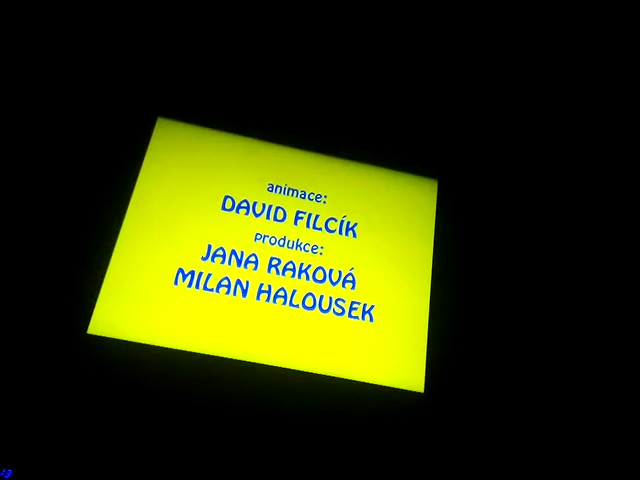 animace:
DAVID FILCÍK
produkce:
JANA RAKOVÁ
MILAN HALOUSEK